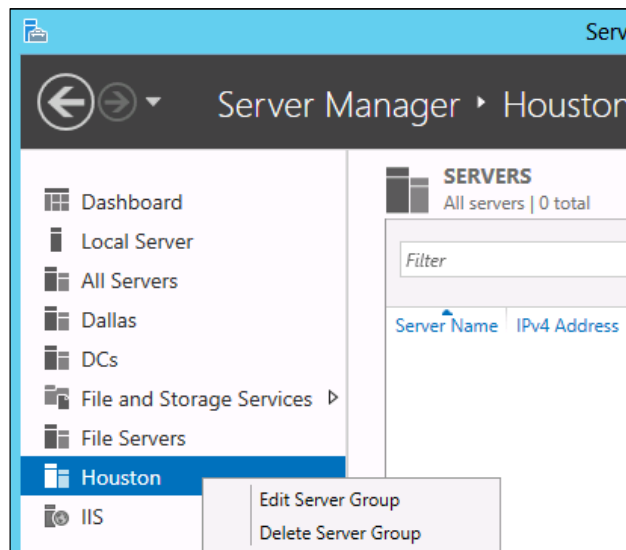 Serv
Server Manager ‣ Houston
Dashboard
Local Server
All Servers
Dallas
DCs
File and Storage Services
File Servers
Houston
IIS
SERVERS
All servers | 0 total
Filter
Server Name IPv4 Address
Edit Server Group
Delete Server Group